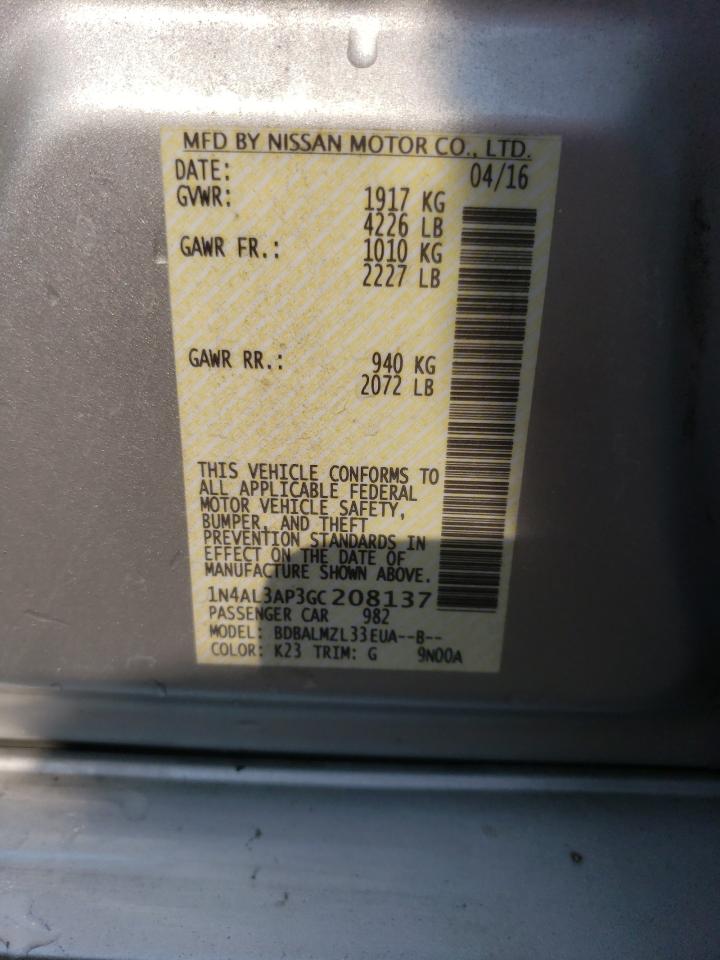 MFD BY NISSAN MOTOR CO., LTD.
DATE: 04/16
GVWR: 1917 KG
4226 LB
GAWR FR.: 1010 KG
2227 LB
GAWR RR.: 940 KG
2072 LB
THIS VEHICLE CONFORMS TO
ALL APPLICABLE FEDERAL
MOTOR VEHICLE SAFETY,
BUMPER, AND THEFT
PREVENTION STANDARDS IN
EFFECT ON THE DATE OF
MANUFACTURE SHOWN ABOVE.
1N4AL3AP3GC208137
PASSENGER CAR 982
MODEL: BDBALMZL33EUA--B--
COLOR: K23 TRIM: G 9N00A